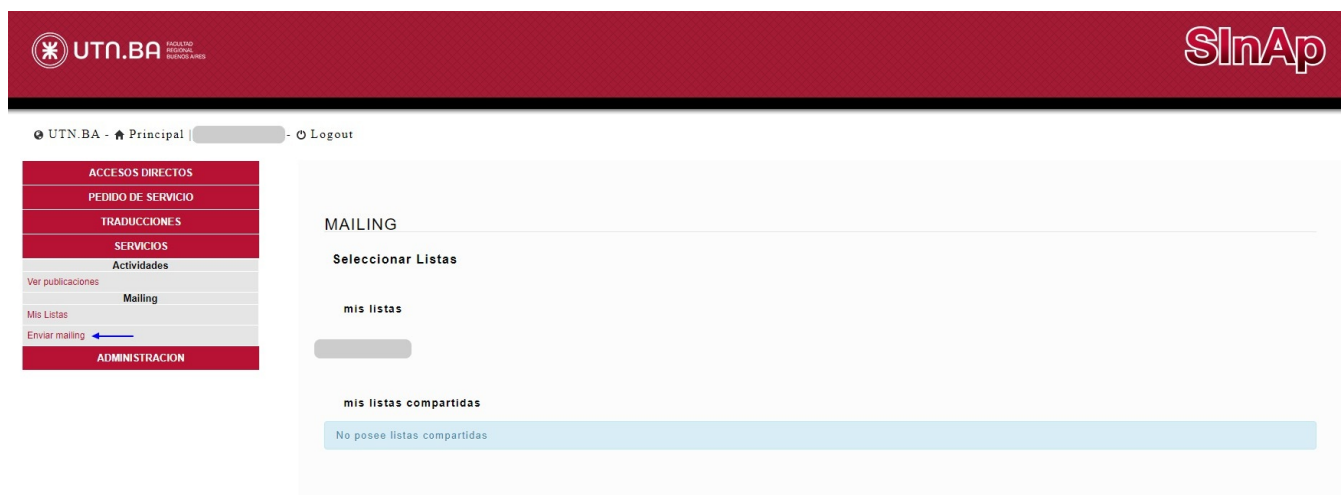 UTN.BA FACULTAD
REGIONAL
BUENOS AIRES
SInAp
UTN.BA - Principal | - Logout
ACCESOS DIRECTOS
PEDIDO DE SERVICIO
TRADUCCIONES
SERVICIOS
Actividades
Ver publicaciones
Mailing
Mis Listas
Enviar mailing
ADMINISTRACION
MAILING
Seleccionar Listas
mis listas
mis listas compartidas
No posee listas compartidas